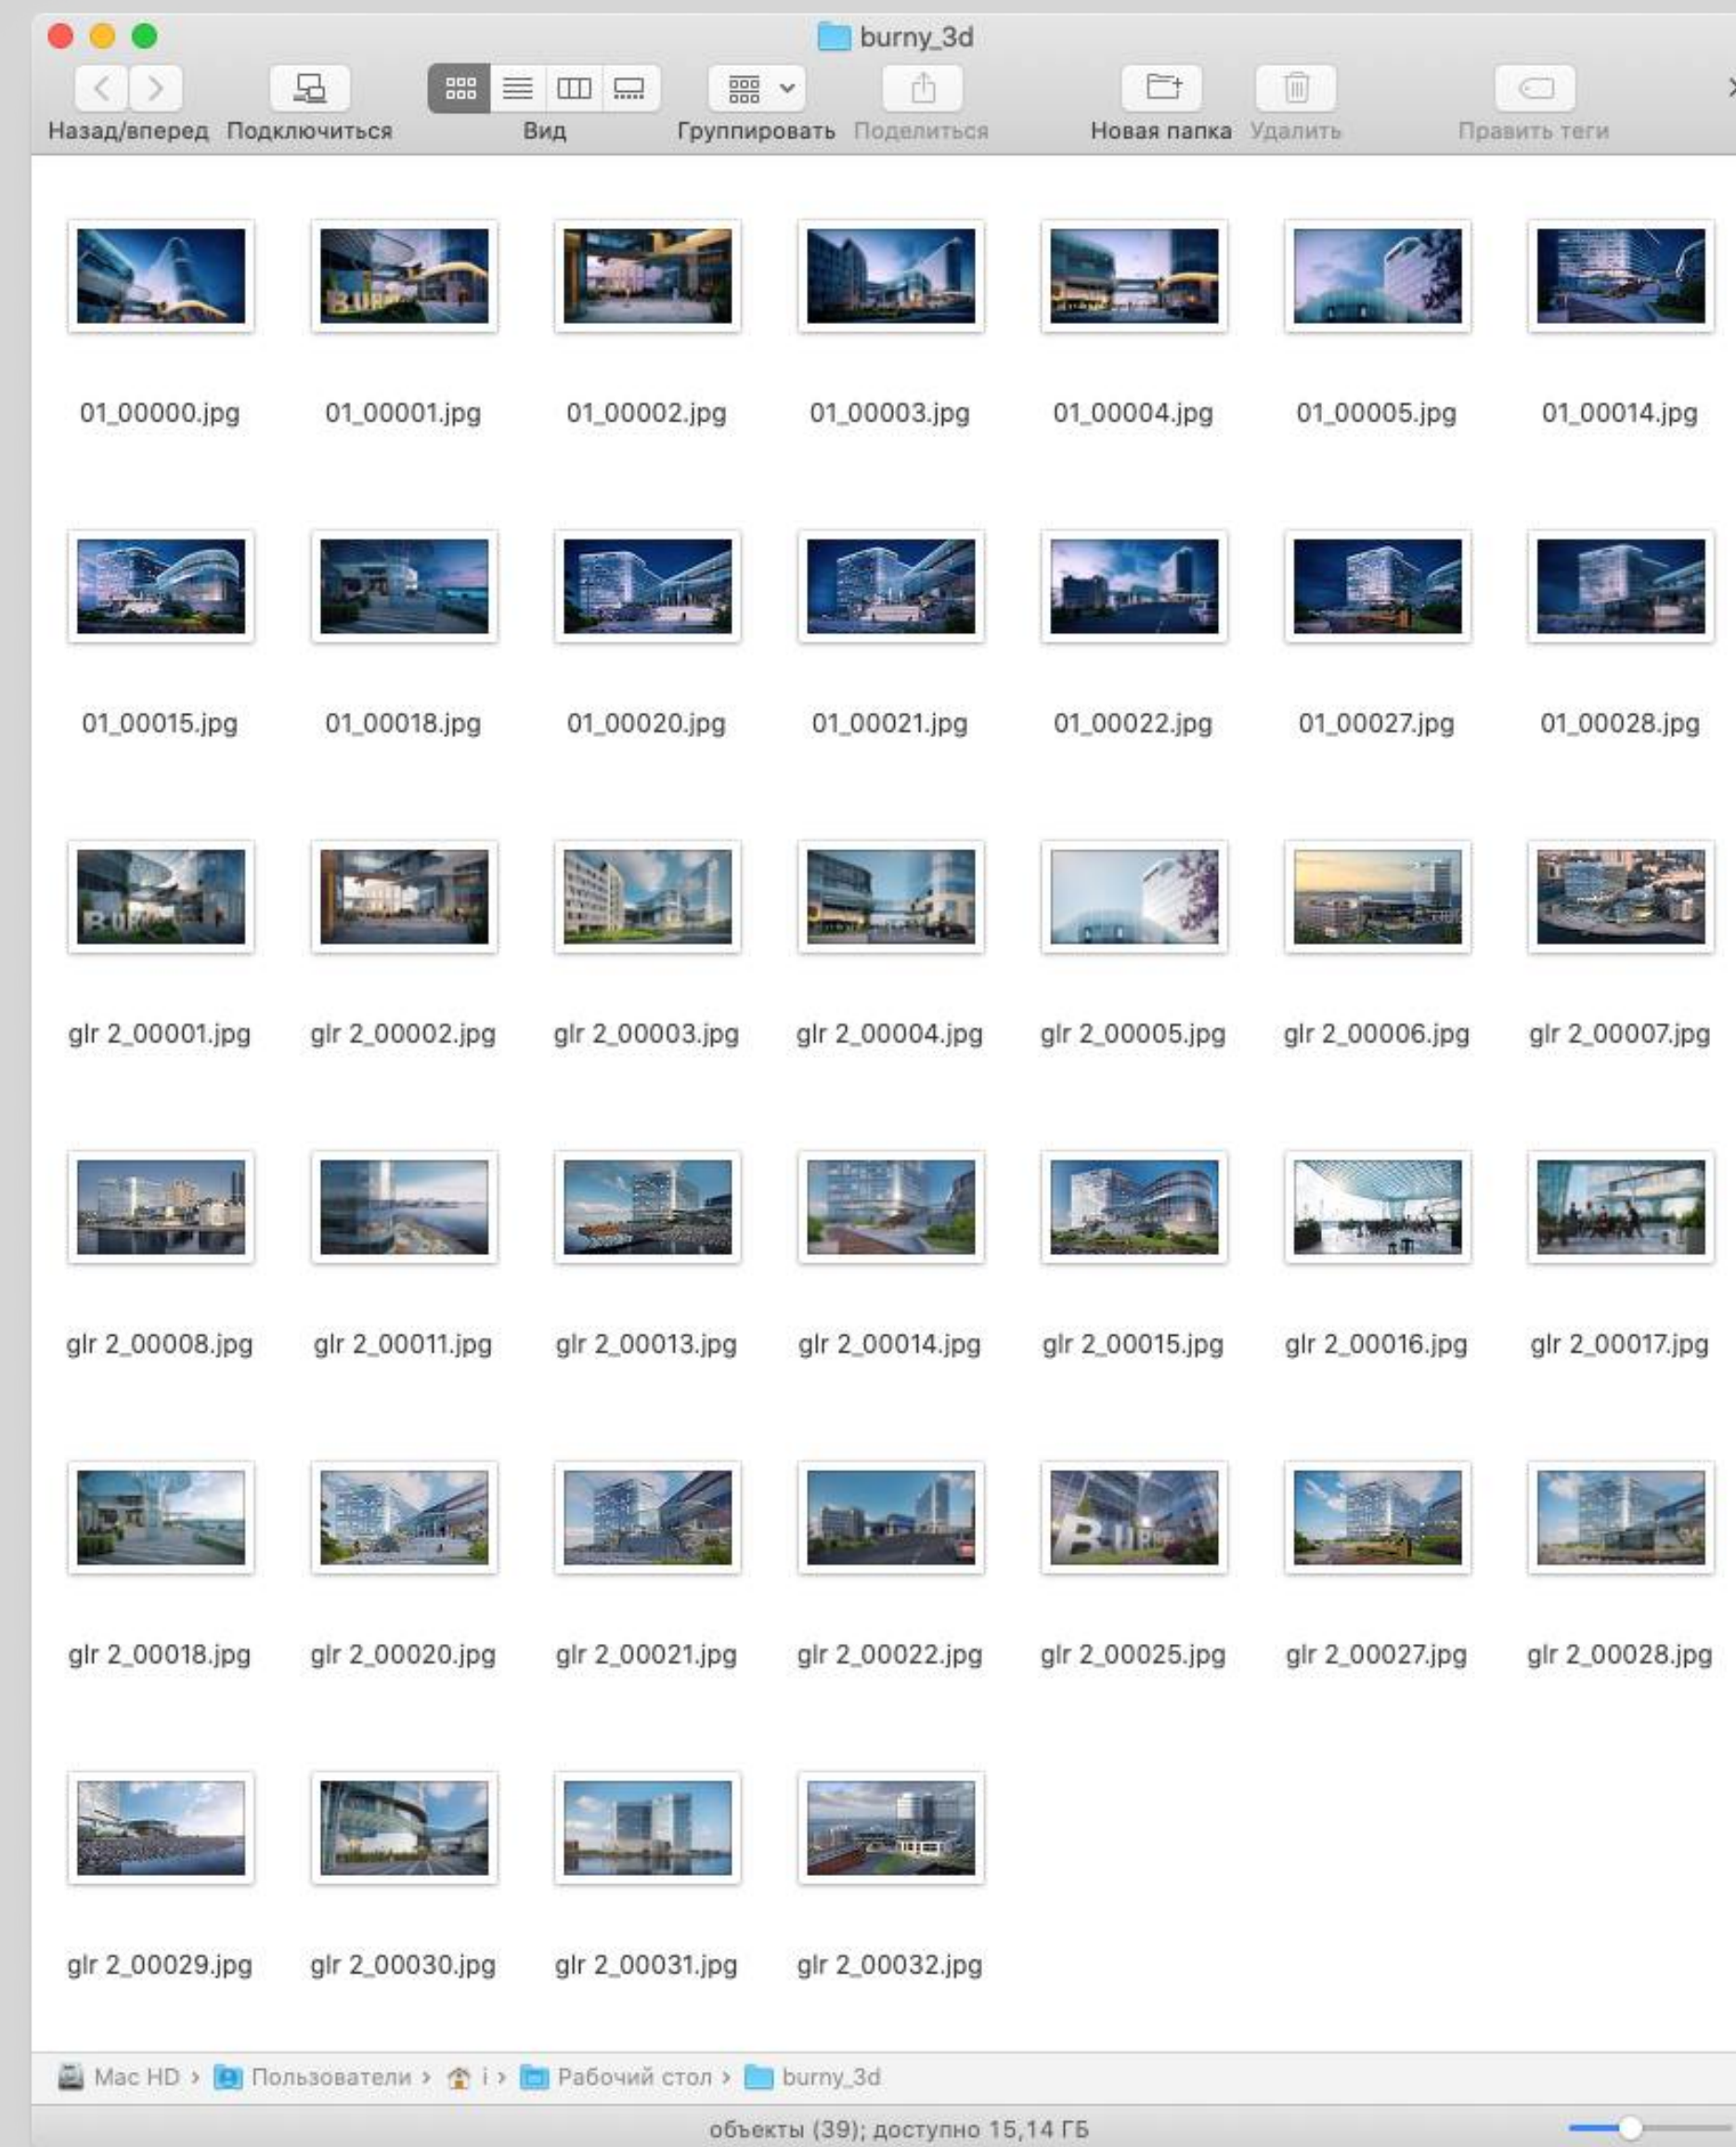 burny_3d
Назад/вперед Подключиться Вид Группировать Поделиться Новая папка Удалить Править теги
01_00000.jpg 01_00001.jpg 01_00002.jpg 01_00003.jpg 01_00004.jpg 01_00005.jpg 01_00014.jpg
01_00015.jpg 01_00018.jpg 01_00020.jpg 01_00021.jpg 01_00022.jpg 01_00027.jpg 01_00028.jpg
glr 2_00001.jpg glr 2_00002.jpg glr 2_00003.jpg glr 2_00004.jpg glr 2_00005.jpg glr 2_00006.jpg glr 2_00007.jpg
glr 2_00008.jpg glr 2_00011.jpg glr 2_00013.jpg glr 2_00014.jpg glr 2_00015.jpg glr 2_00016.jpg glr 2_00017.jpg
glr 2_00018.jpg glr 2_00020.jpg glr 2_00021.jpg glr 2_00022.jpg glr 2_00025.jpg glr 2_00027.jpg glr 2_00028.jpg
glr 2_00029.jpg glr 2_00030.jpg glr 2_00031.jpg glr 2_00032.jpg
Mac HD › Пользователи › i › Рабочий стол › burny_3d
объекты (39); доступно 15,14 ГБ